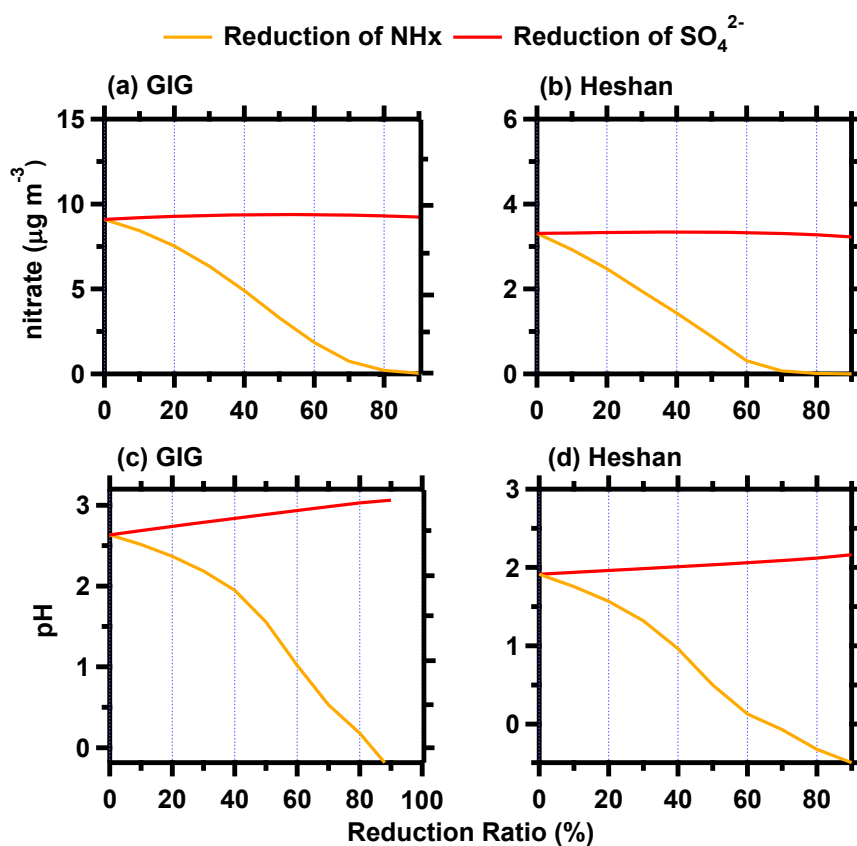 Reduction of NHx Reduction of SO₄²⁻
(a) GIG (b) Heshan
15 6
10 4
5 2
0 0
nitrate (μg m⁻³)
0 20 40 60 80 0 20 40 60 80
(c) GIG (d) Heshan
3 3
2 2
1 1
0 0
pH
0 20 40 60 80 100 0 20 40 60 80
Reduction Ratio (%)